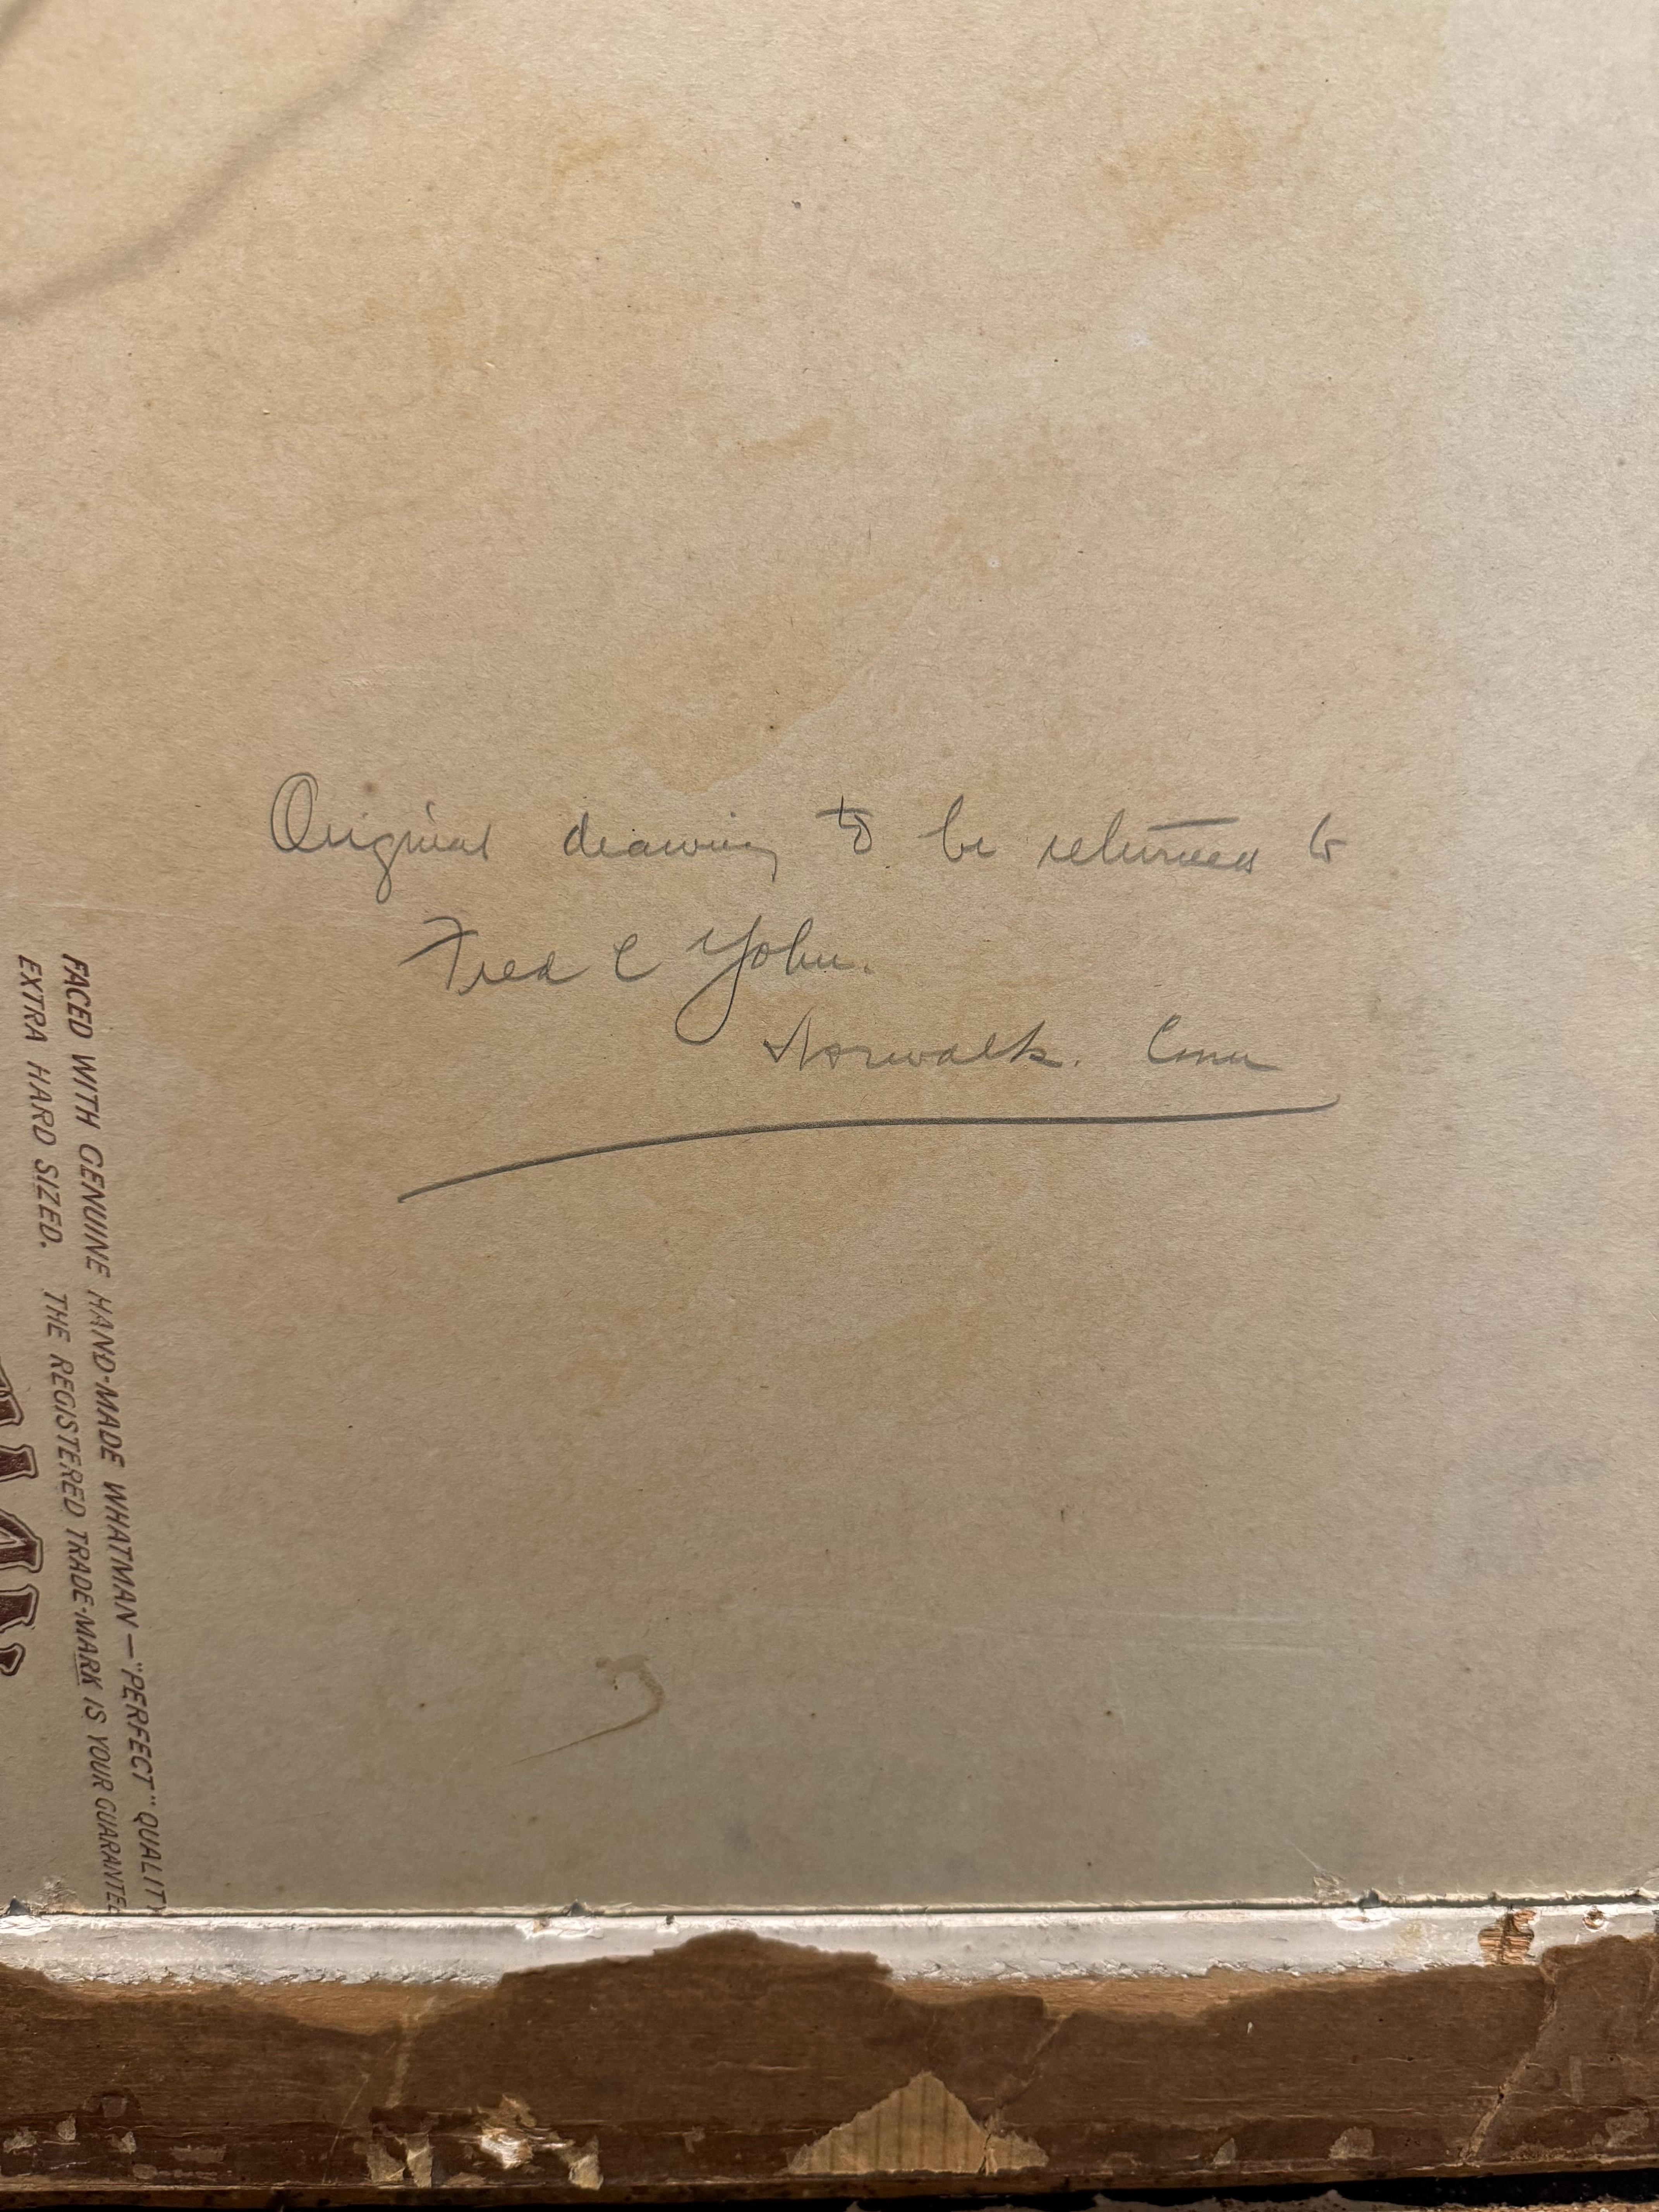 Original drawing to be returned to
Fred C Yohn.
Norwalk. Conn
FACED WITH GENUINE HAND-MADE WHATMAN—"PERFECT" QUALITY
EXTRA HARD SIZED. THE REGISTERED TRADE-MARK IS YOUR GUARANTEE